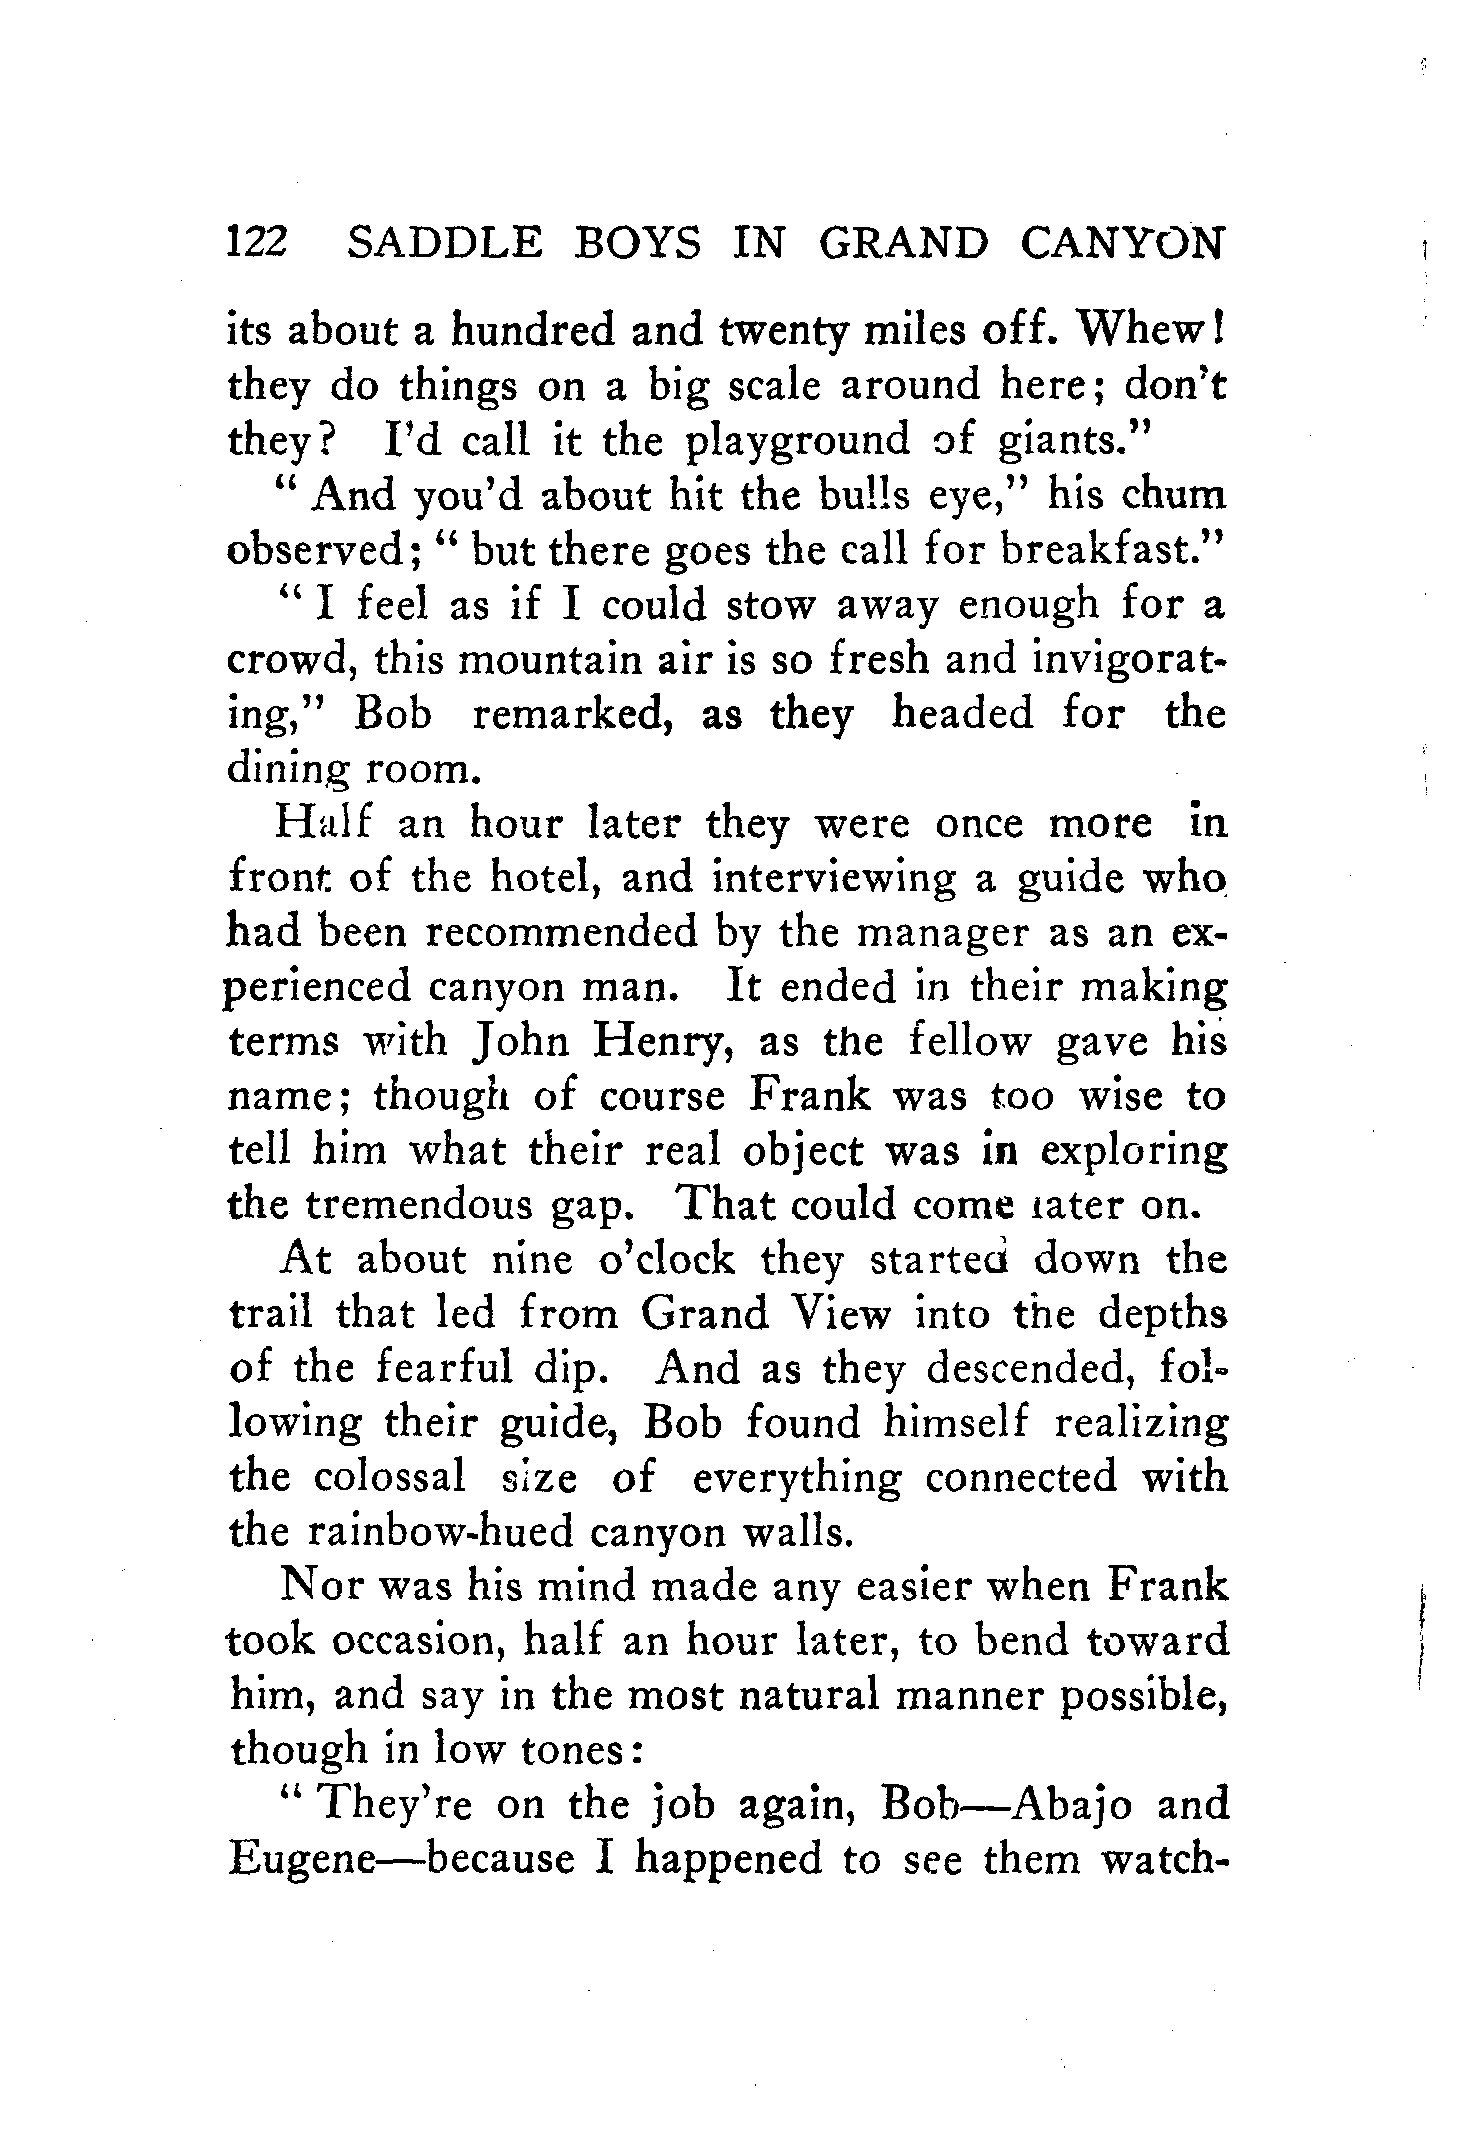 122 SADDLE BOYS IN GRAND CANYON
its about a hundred and twenty miles off. Whew!
they do things on a big scale around here; don't
they? I'd call it the playground of giants."
" And you'd about hit the bulls eye," his chum
observed; " but there goes the call for breakfast."
" I feel as if I could stow away enough for a
crowd, this mountain air is so fresh and invigorat-
ing," Bob remarked, as they headed for the
dining room.
Half an hour later they were once more in
front of the hotel, and interviewing a guide who
had been recommended by the manager as an ex-
perienced canyon man. It ended in their making
terms with John Henry, as the fellow gave his
name; though of course Frank was too wise to
tell him what their real object was in exploring
the tremendous gap. That could come later on.
At about nine o'clock they started down the
trail that led from Grand View into the depths
of the fearful dip. And as they descended, fol-
lowing their guide, Bob found himself realizing
the colossal size of everything connected with
the rainbow-hued canyon walls.
Nor was his mind made any easier when Frank
took occasion, half an hour later, to bend toward
him, and say in the most natural manner possible,
though in low tones:
" They're on the job again, Bob—Abajo and
Eugene—because I happened to see them watch-